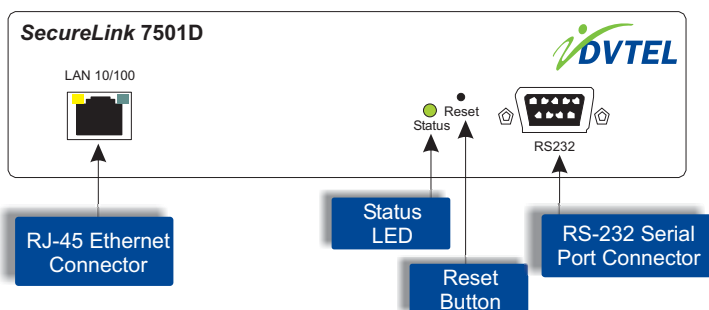 SecureLink 7501D
DVTEL
LAN 10/100
Reset
Status
RS232
RJ-45 Ethernet
Connector
Status
LED
Reset
Button
RS-232 Serial
Port Connector